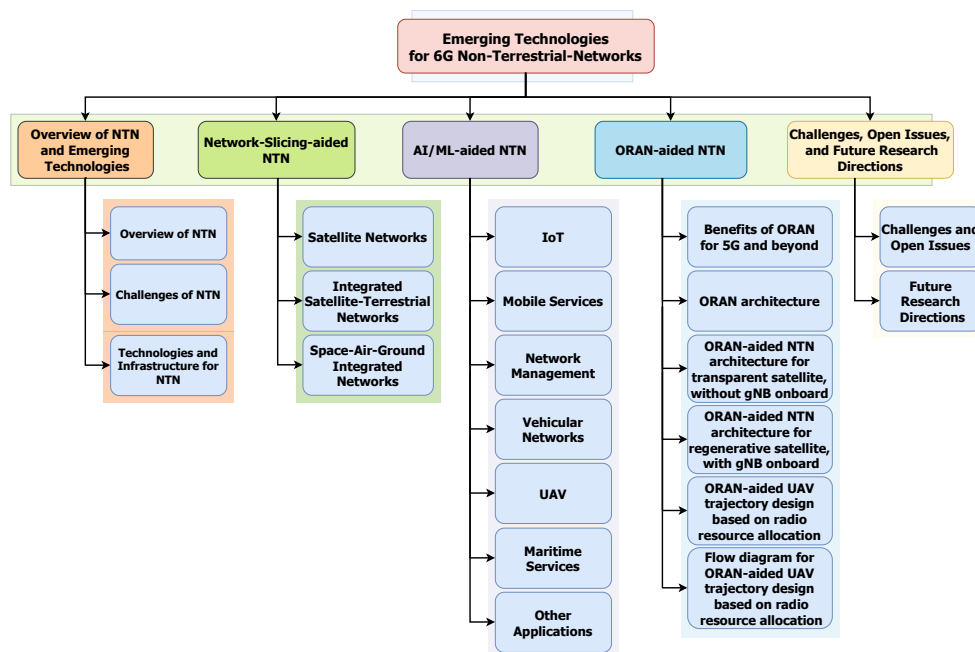 Emerging Technologies
for 6G Non-Terrestrial-Networks
Overview of NTN
and Emerging
Technologies
Network-Slicing-aided
NTN
AI/ML-aided NTN
ORAN-aided NTN
Challenges, Open Issues,
and Future Research
Directions
Overview of NTN
Challenges of NTN
Technologies and
Infrastructure for
NTN
Satellite Networks
Integrated
Satellite-Terrestrial
Networks
Space-Air-Ground
Integrated
Networks
IoT
Mobile Services
Network
Management
Vehicular
Networks
UAV
Maritime
Services
Other
Applications
Benefits of ORAN
for 5G and beyond
ORAN architecture
ORAN-aided NTN
architecture for
transparent satellite,
without gNB onboard
ORAN-aided NTN
architecture for
regenerative satellite,
with gNB onboard
ORAN-aided UAV
trajectory design
based on radio
resource allocation
Flow diagram for
ORAN-aided UAV
trajectory design
based on radio
resource allocation
Challenges and
Open Issues
Future
Research
Directions